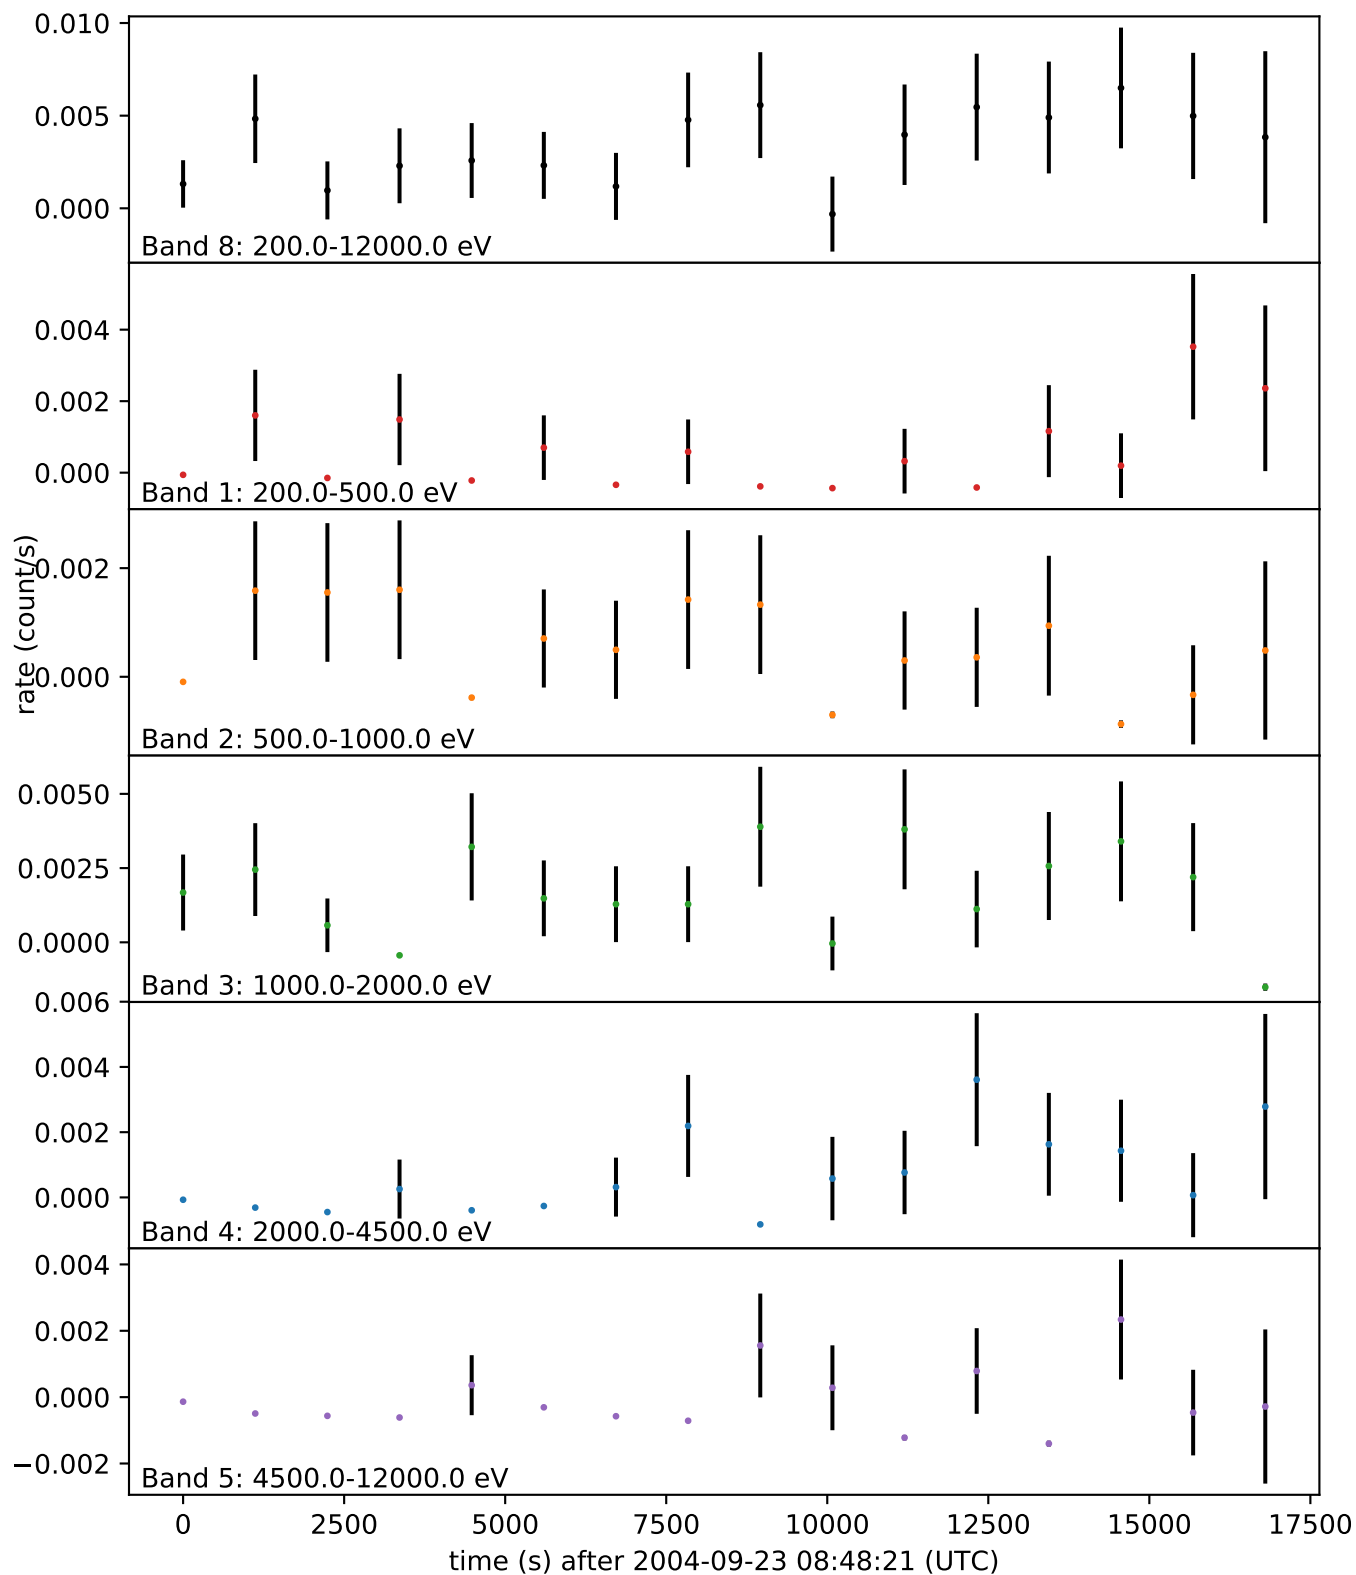 0.010
0.005
0.000
Band 8: 200.0-12000.0 eV
0.004
0.002
0.000
Band 1: 200.0-500.0 eV
rate (count/s)
0.002
0.000
Band 2: 500.0-1000.0 eV
0.0050
0.0025
0.0000
Band 3: 1000.0-2000.0 eV
0.006
0.004
0.002
0.000
Band 4: 2000.0-4500.0 eV
0.004
0.002
0.000
−0.002
Band 5: 4500.0-12000.0 eV
0 2500 5000 7500 10000 12500 15000 17500
time (s) after 2004-09-23 08:48:21 (UTC)